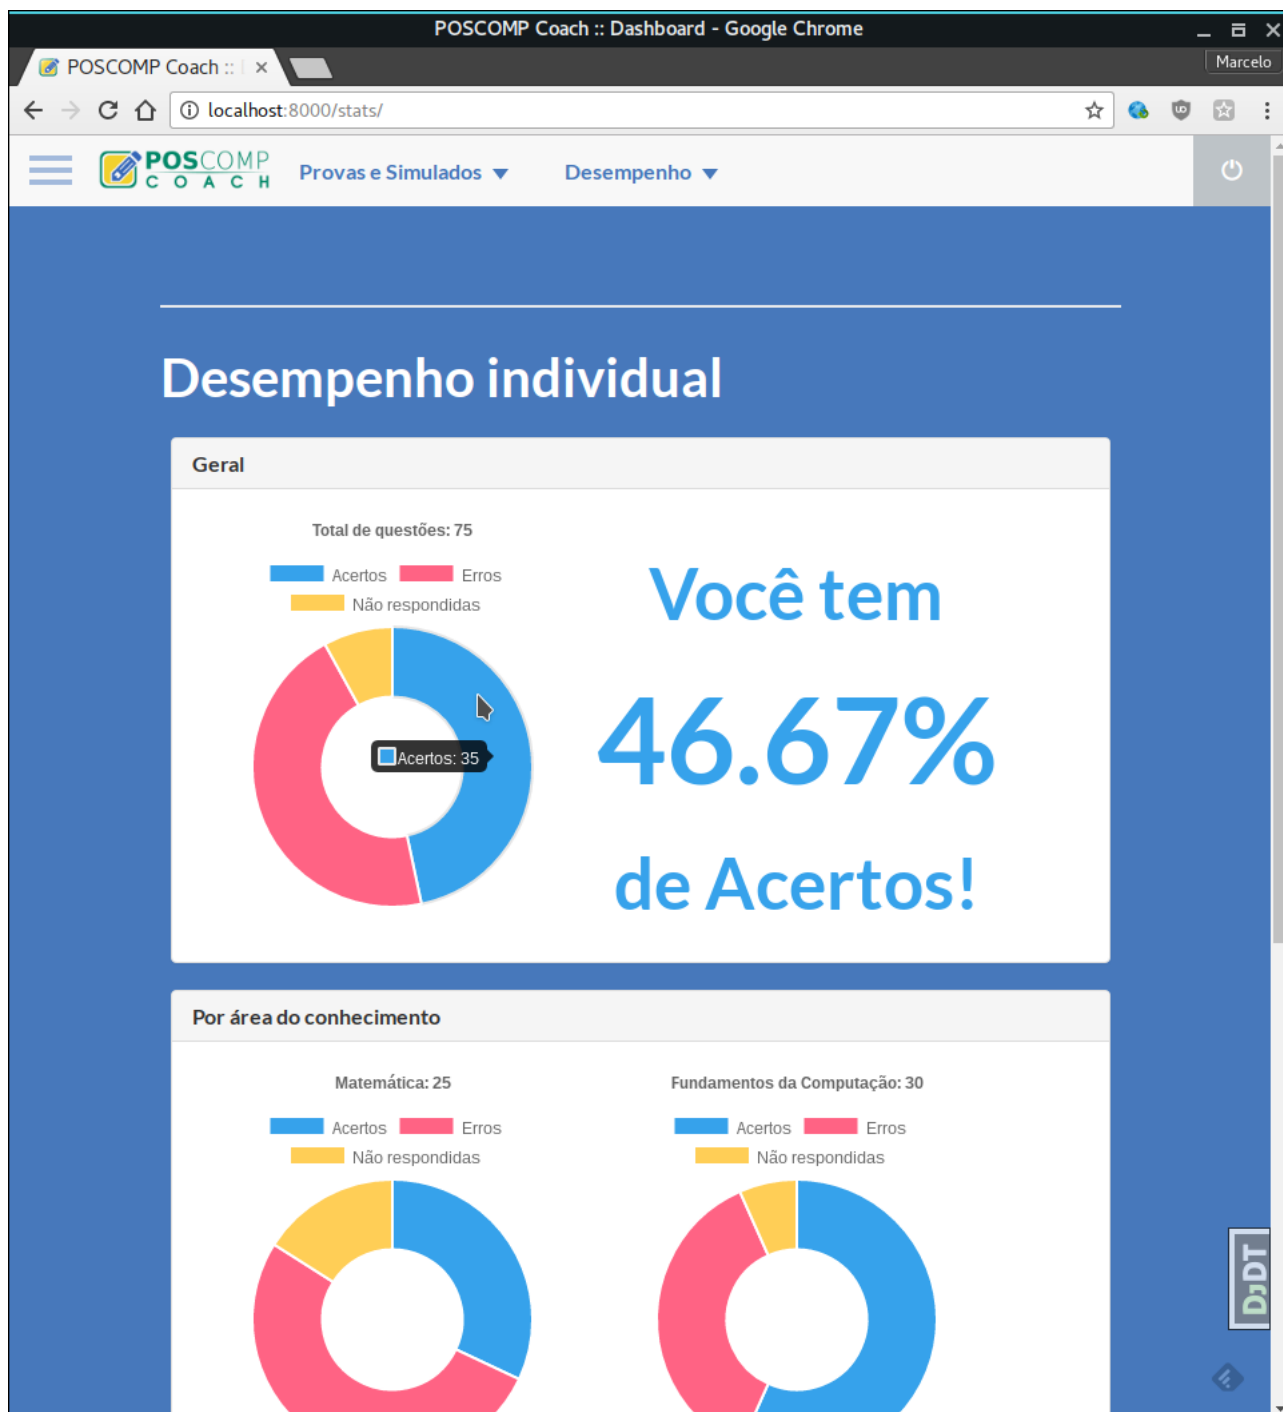 POSCOMP Coach :: Dashboard - Google Chrome
POSCOMP Coach ::
Marcelo
localhost:8000/stats/
POSCOMP
COACH
Provas e Simulados
Desempenho
Desempenho individual
Geral
Total de questões: 75
Acertos
Erros
Não respondidas
Acertos: 35
Você tem
46.67%
de Acertos!
Por área do conhecimento
Matemática: 25
Acertos
Erros
Não respondidas
Fundamentos da Computação: 30
Acertos
Erros
Não respondidas
DJDT